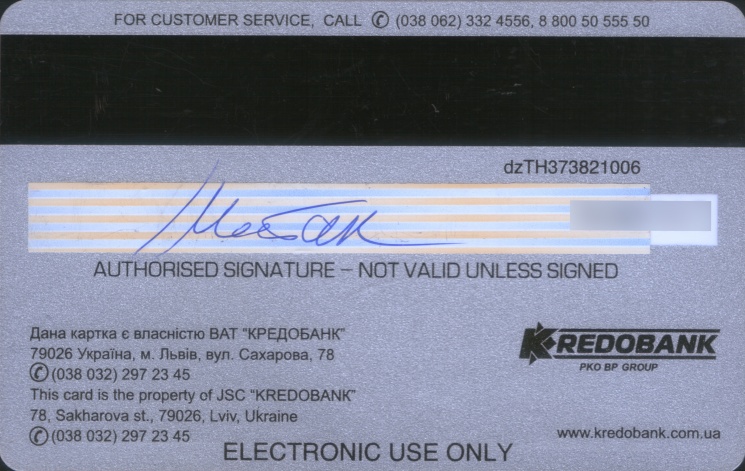 FOR CUSTOMER SERVICE, CALL ✆ (038 062) 332 4556, 8 800 50 555 50
dzTH373821006
AUTHORISED SIGNATURE – NOT VALID UNLESS SIGNED
Дана картка є власністю ВАТ "КРЕДОБАНК"
79026 Україна, м. Львів, вул. Сахарова, 78
✆ (038 032) 297 23 45
This card is the property of JSC "KREDOBANK"
78, Sakharova st., 79026, Lviv, Ukraine
✆ (038 032) 297 23 45
KREDOBANK
PKO BP GROUP
www.kredobank.com.ua
ELECTRONIC USE ONLY